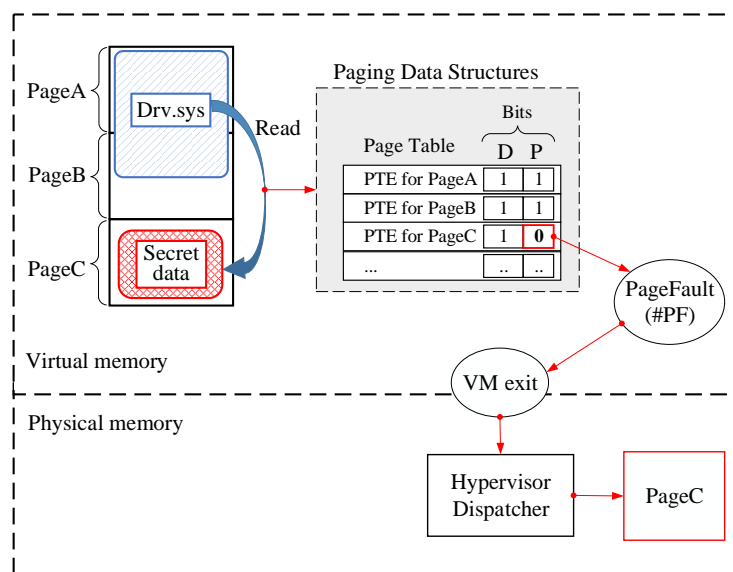 PageA
Drv.sys
PageB
PageC
Secret
data
Read
Paging Data Structures
Bits
Page Table
D P
PTE for PageA 1 1
PTE for PageB 1 1
PTE for PageC 1 0
... .. ..
PageFault
(#PF)
Virtual memory
VM exit
Physical memory
Hypervisor
Dispatcher
PageC